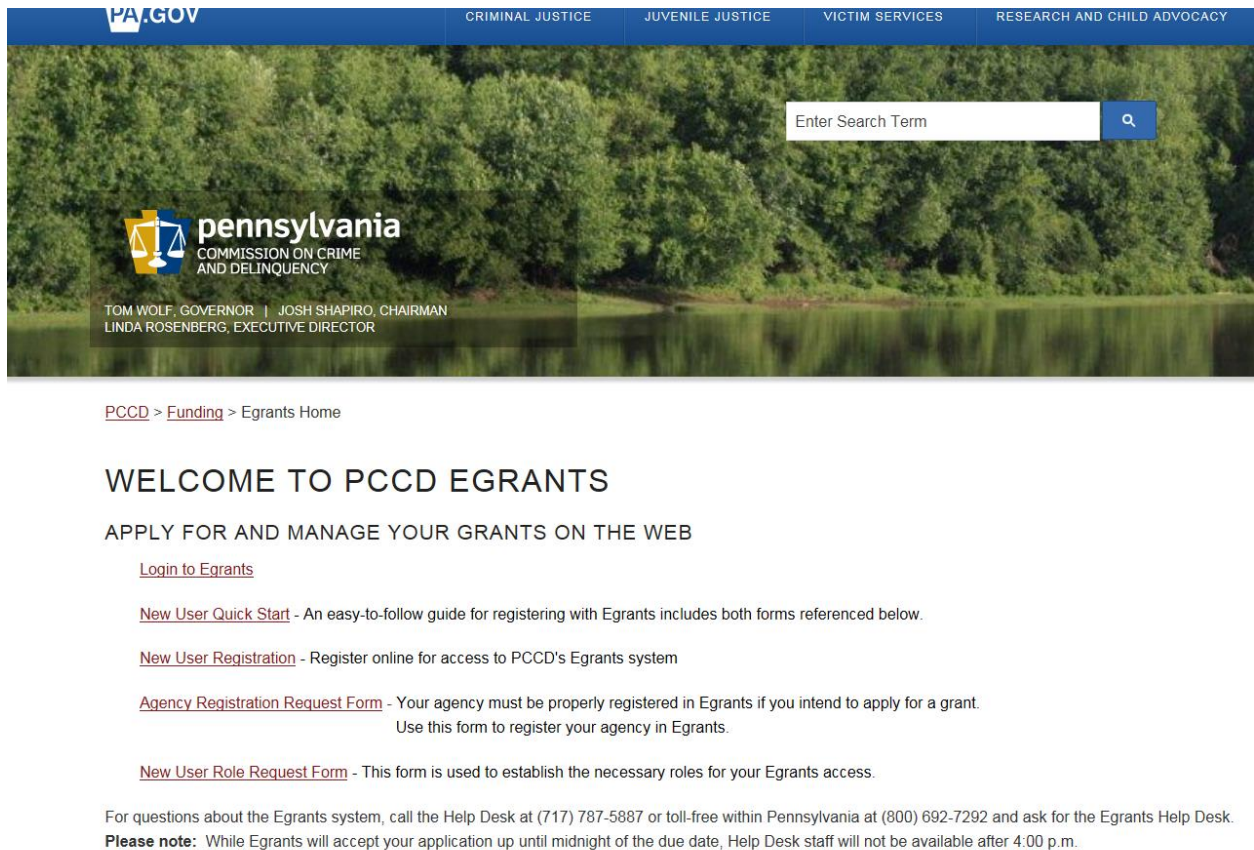 PA.GOV
CRIMINAL JUSTICE
JUVENILE JUSTICE
VICTIM SERVICES
RESEARCH AND CHILD ADVOCACY
Enter Search Term
pennsylvania
COMMISSION ON CRIME
AND DELINQUENCY
TOM WOLF, GOVERNOR | JOSH SHAPIRO, CHAIRMAN
LINDA ROSENBERG, EXECUTIVE DIRECTOR
PCCD > Funding > Egrants Home
WELCOME TO PCCD EGRANTS
APPLY FOR AND MANAGE YOUR GRANTS ON THE WEB
Login to Egrants
New User Quick Start - An easy-to-follow guide for registering with Egrants includes both forms referenced below.
New User Registration - Register online for access to PCCD's Egrants system
Agency Registration Request Form - Your agency must be properly registered in Egrants if you intend to apply for a grant.
Use this form to register your agency in Egrants.
New User Role Request Form - This form is used to establish the necessary roles for your Egrants access.
For questions about the Egrants system, call the Help Desk at (717) 787-5887 or toll-free within Pennsylvania at (800) 692-7292 and ask for the Egrants Help Desk.
Please note: While Egrants will accept your application up until midnight of the due date, Help Desk staff will not be available after 4:00 p.m.